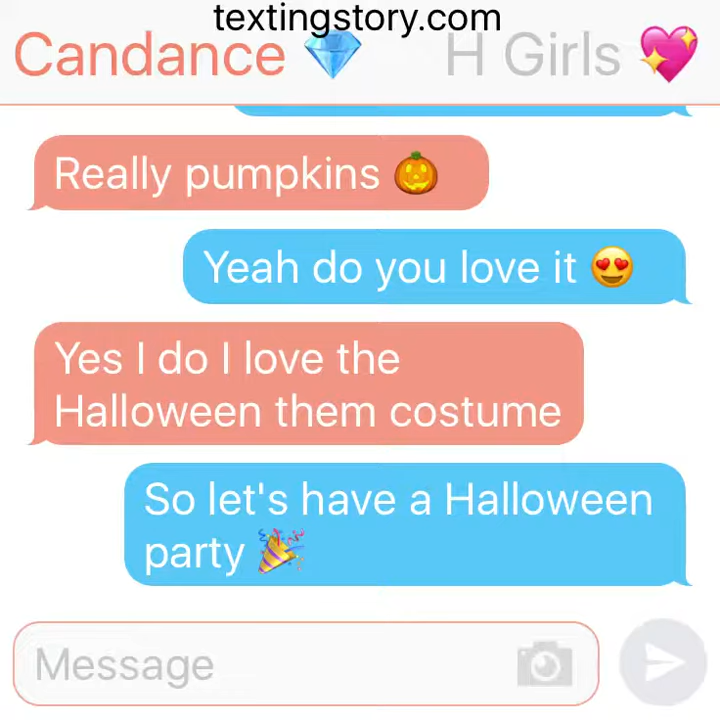 textingstory.com
Candance 💎 H Girls 💖
Really pumpkins 🎃
Yeah do you love it 😍
Yes I do I love the
Halloween them costume
So let's have a Halloween
party 🎉
Message